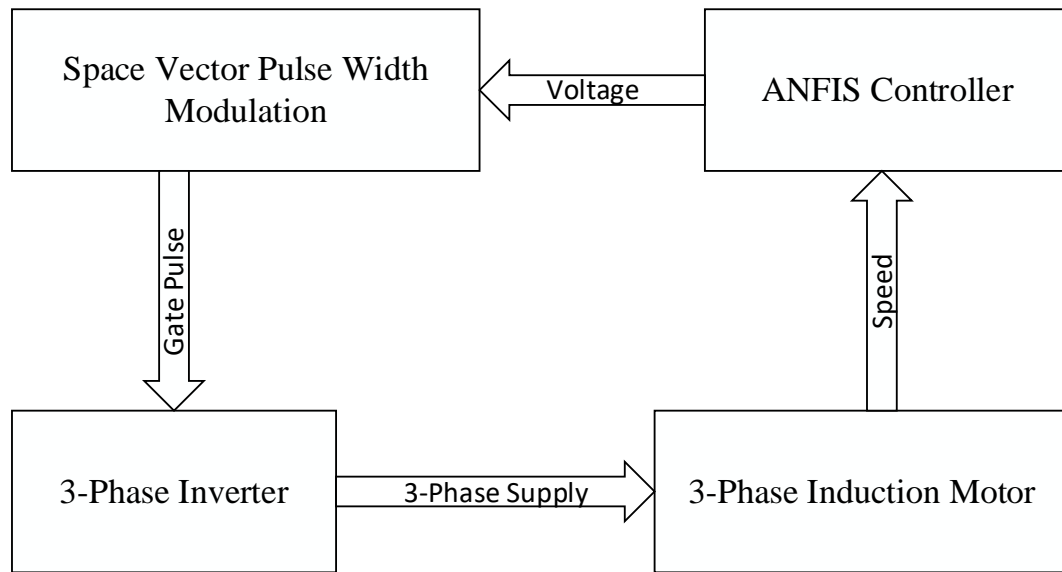 Space Vector Pulse Width
Modulation
Voltage
ANFIS Controller
Gate Pulse
Speed
3-Phase Inverter
3-Phase Supply
3-Phase Induction Motor